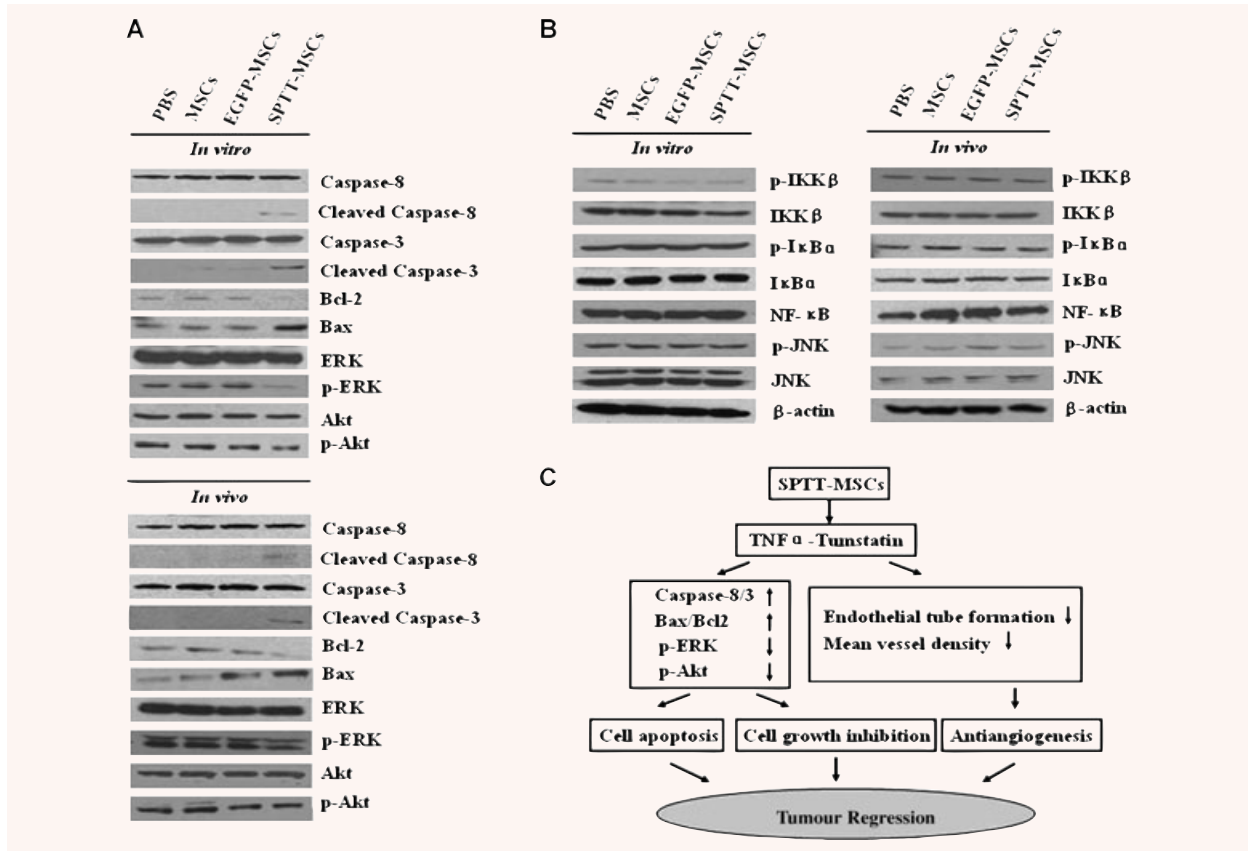 A
PBS
MSCs
EGFP-MSCs
SPTT-MSCs
In vitro
Caspase-8
Cleaved Caspase-8
Caspase-3
Cleaved Caspase-3
Bcl-2
Bax
ERK
p-ERK
Akt
p-Akt
In vivo
Caspase-8
Cleaved Caspase-8
Caspase-3
Cleaved Caspase-3
Bcl-2
Bax
ERK
p-ERK
Akt
p-Akt
B
PBS
MSCs
EGFP-MSCs
SPTT-MSCs
In vitro
p-IKKβ
IKKβ
p-IκBα
IκBα
NF-κB
p-JNK
JNK
β-actin
PBS
MSCs
EGFP-MSCs
SPTT-MSCs
In vivo
p-IKKβ
IKKβ
p-IκBα
IκBα
NF-κB
p-JNK
JNK
β-actin
C
SPTT-MSCs
TNFα-Tumstatin
Caspase-8/3 ↑
Bax/Bcl2 ↑
p-ERK ↓
p-Akt ↓
Endothelial tube formation ↓
Mean vessel density ↓
Cell apoptosis
Cell growth inhibition
Antiangiogenesis
Tumour Regression